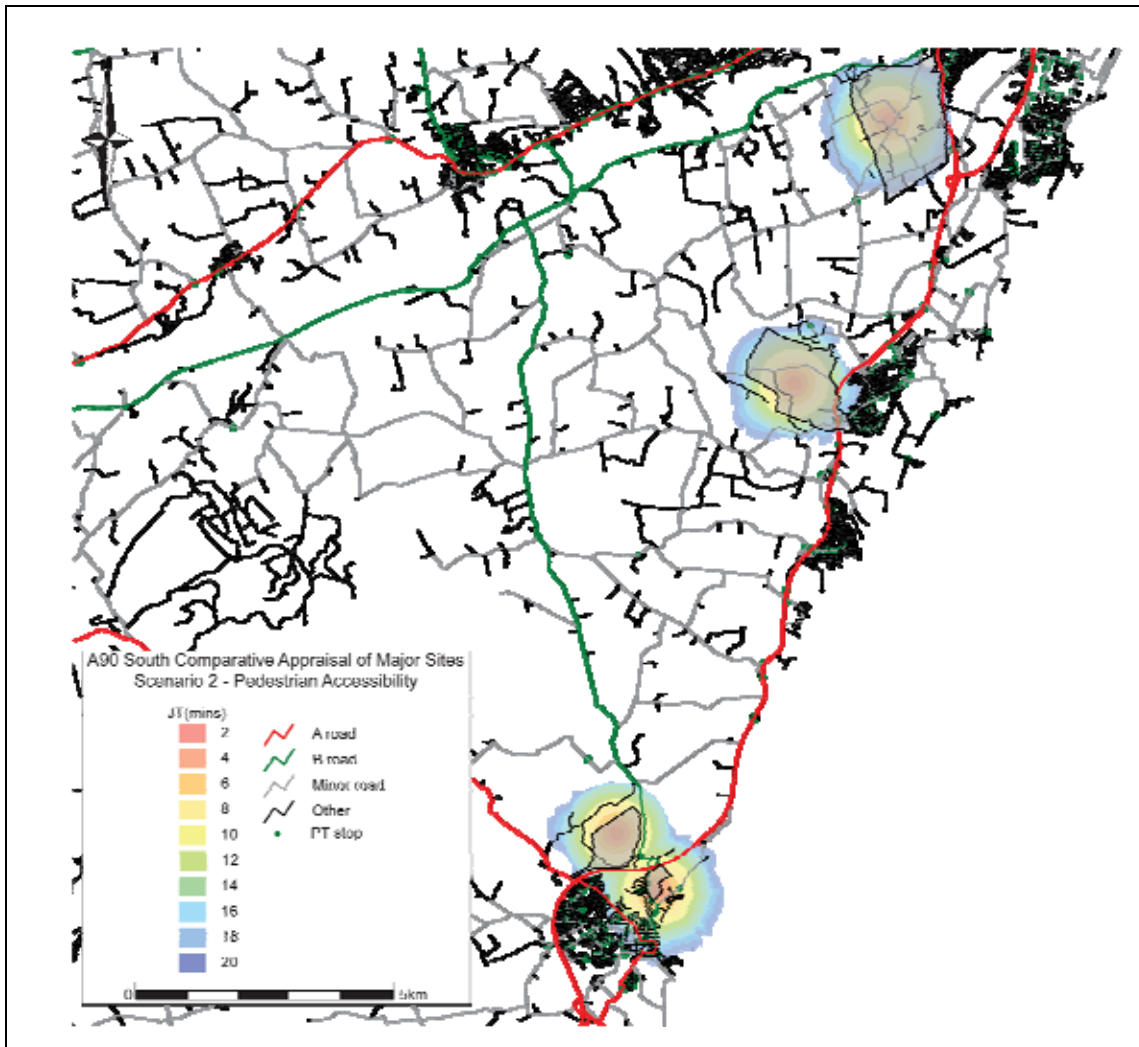 A90 South Comparative Appraisal of Major Sites
Scenario 2 - Pedestrian Accessibility
JT(mins)
2
4
6
8
10
12
14
16
18
20
A road
B road
Minor road
Other
PT stop
0
5km